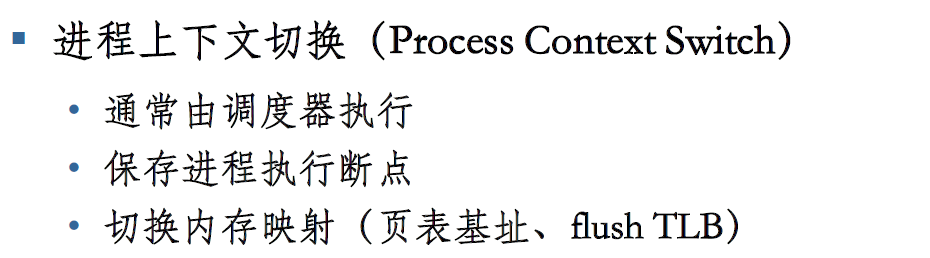 ▪ 进程上下文切换（Process Context Switch）
• 通常由调度器执行
• 保存进程执行断点
• 切换内存映射（页表基址、flush TLB）